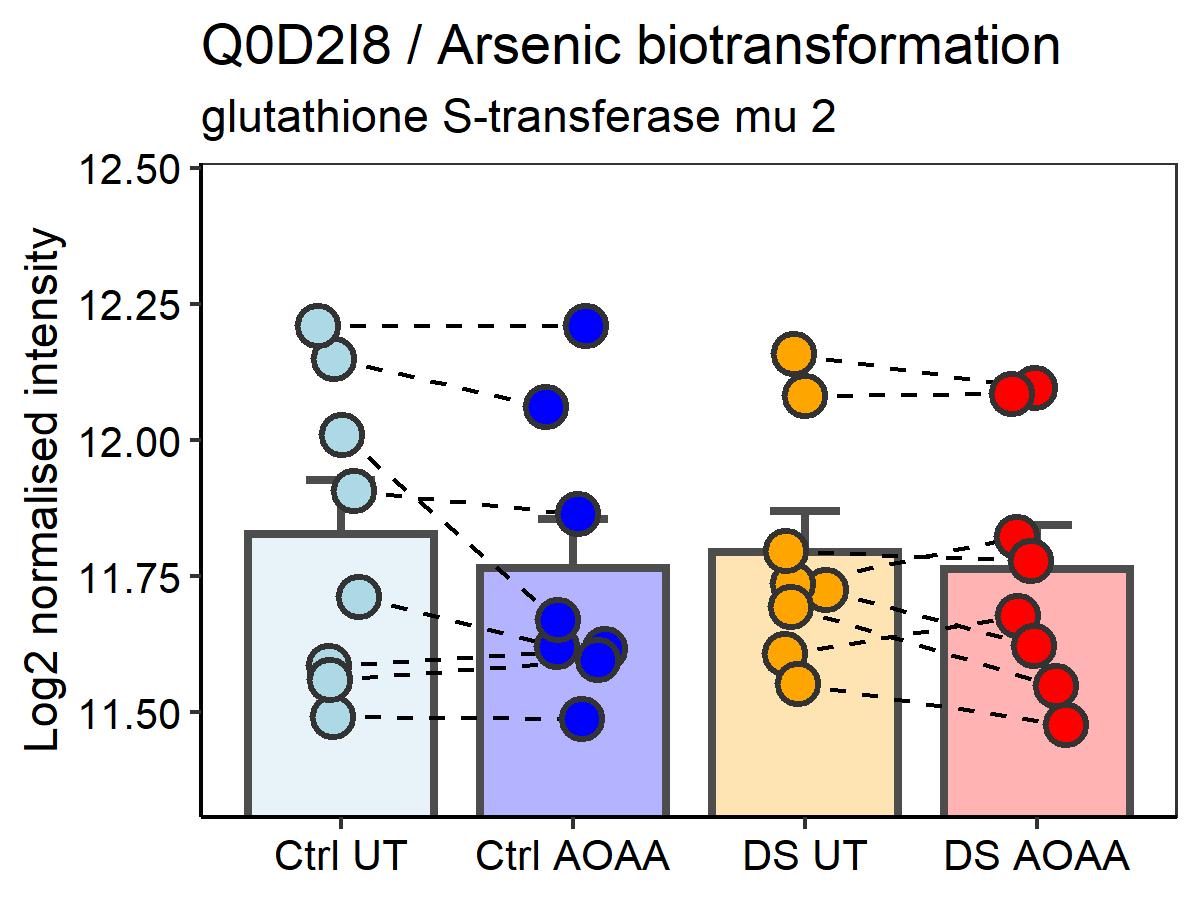 Q0D2I8 / Arsenic biotransformation
glutathione S-transferase mu 2
Log2 normalised intensity
12.50
12.25
12.00
11.75
11.50
Ctrl UT
Ctrl AOAA
DS UT
DS AOAA